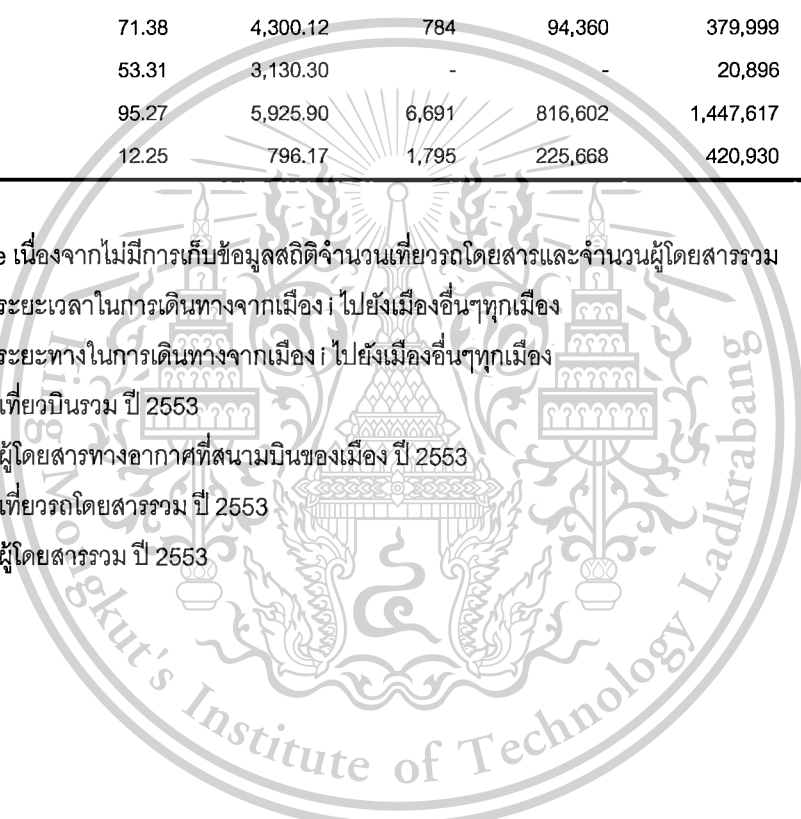 71.38 4,300.12 784 94,360 379,999
53.31 3,130.30 - - 20,896
95.27 5,925.90 6,691 816,602 1,447,617
12.25 796.17 1,795 225,668 420,930
e เนื่องจากไม่มีการเก็บข้อมูลสถิติจำนวนเที่ยวรถโดยสารและจำนวนผู้โดยสารรวม
ระยะเวลาในการเดินทางจากเมือง i ไปยังเมืองอื่นๆทุกเมือง
ระยะทางในการเดินทางจากเมือง i ไปยังเมืองอื่นๆทุกเมือง
เที่ยวบินรวม ปี 2553
ผู้โดยสารทางอากาศที่สนามบินของเมือง ปี 2553
เที่ยวรถโดยสารรวม ปี 2553
ผู้โดยสารรวม ปี 2553
King Mongkut's Institute of Technology Ladkrabang